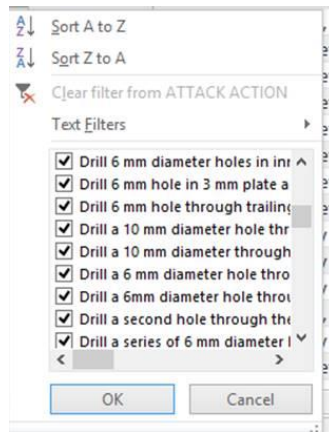 Sort A to Z
Sort Z to A
Clear filter from ATTACK ACTION
Text Filters
Drill 6 mm diameter holes in inr
Drill 6 mm hole in 3 mm plate a
Drill 6 mm hole through trailing
Drill a 10 mm diameter hole thr
Drill a 10 mm diameter through
Drill a 6 mm diameter hole thro
Drill a 6mm diameter hole throu
Drill a second hole through the
Drill a series of 6 mm diameter
OK
Cancel